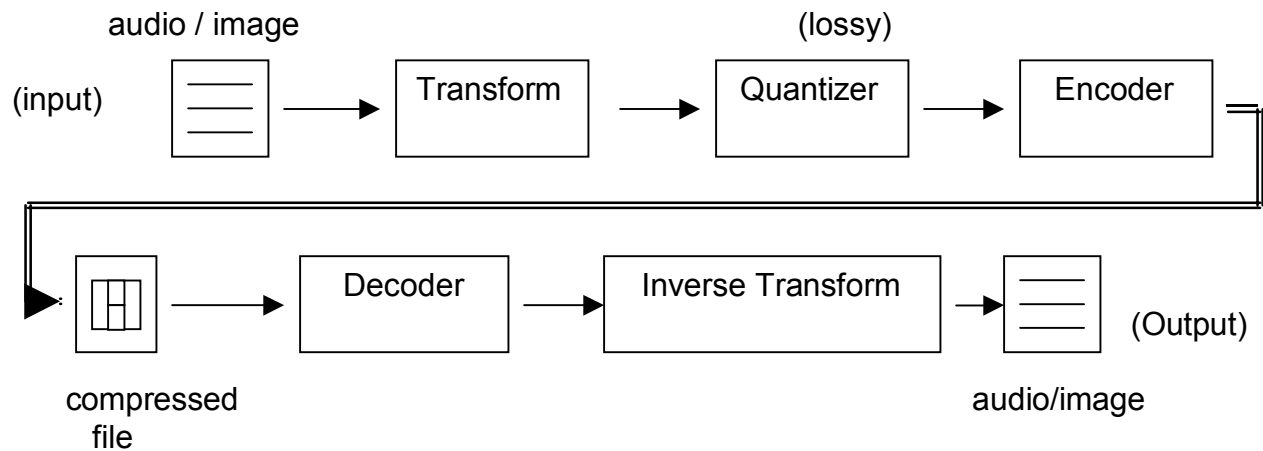 audio / image
(lossy)
(input)
Transform
Quantizer
Encoder
Decoder
Inverse Transform
(Output)
compressed
file
audio/image